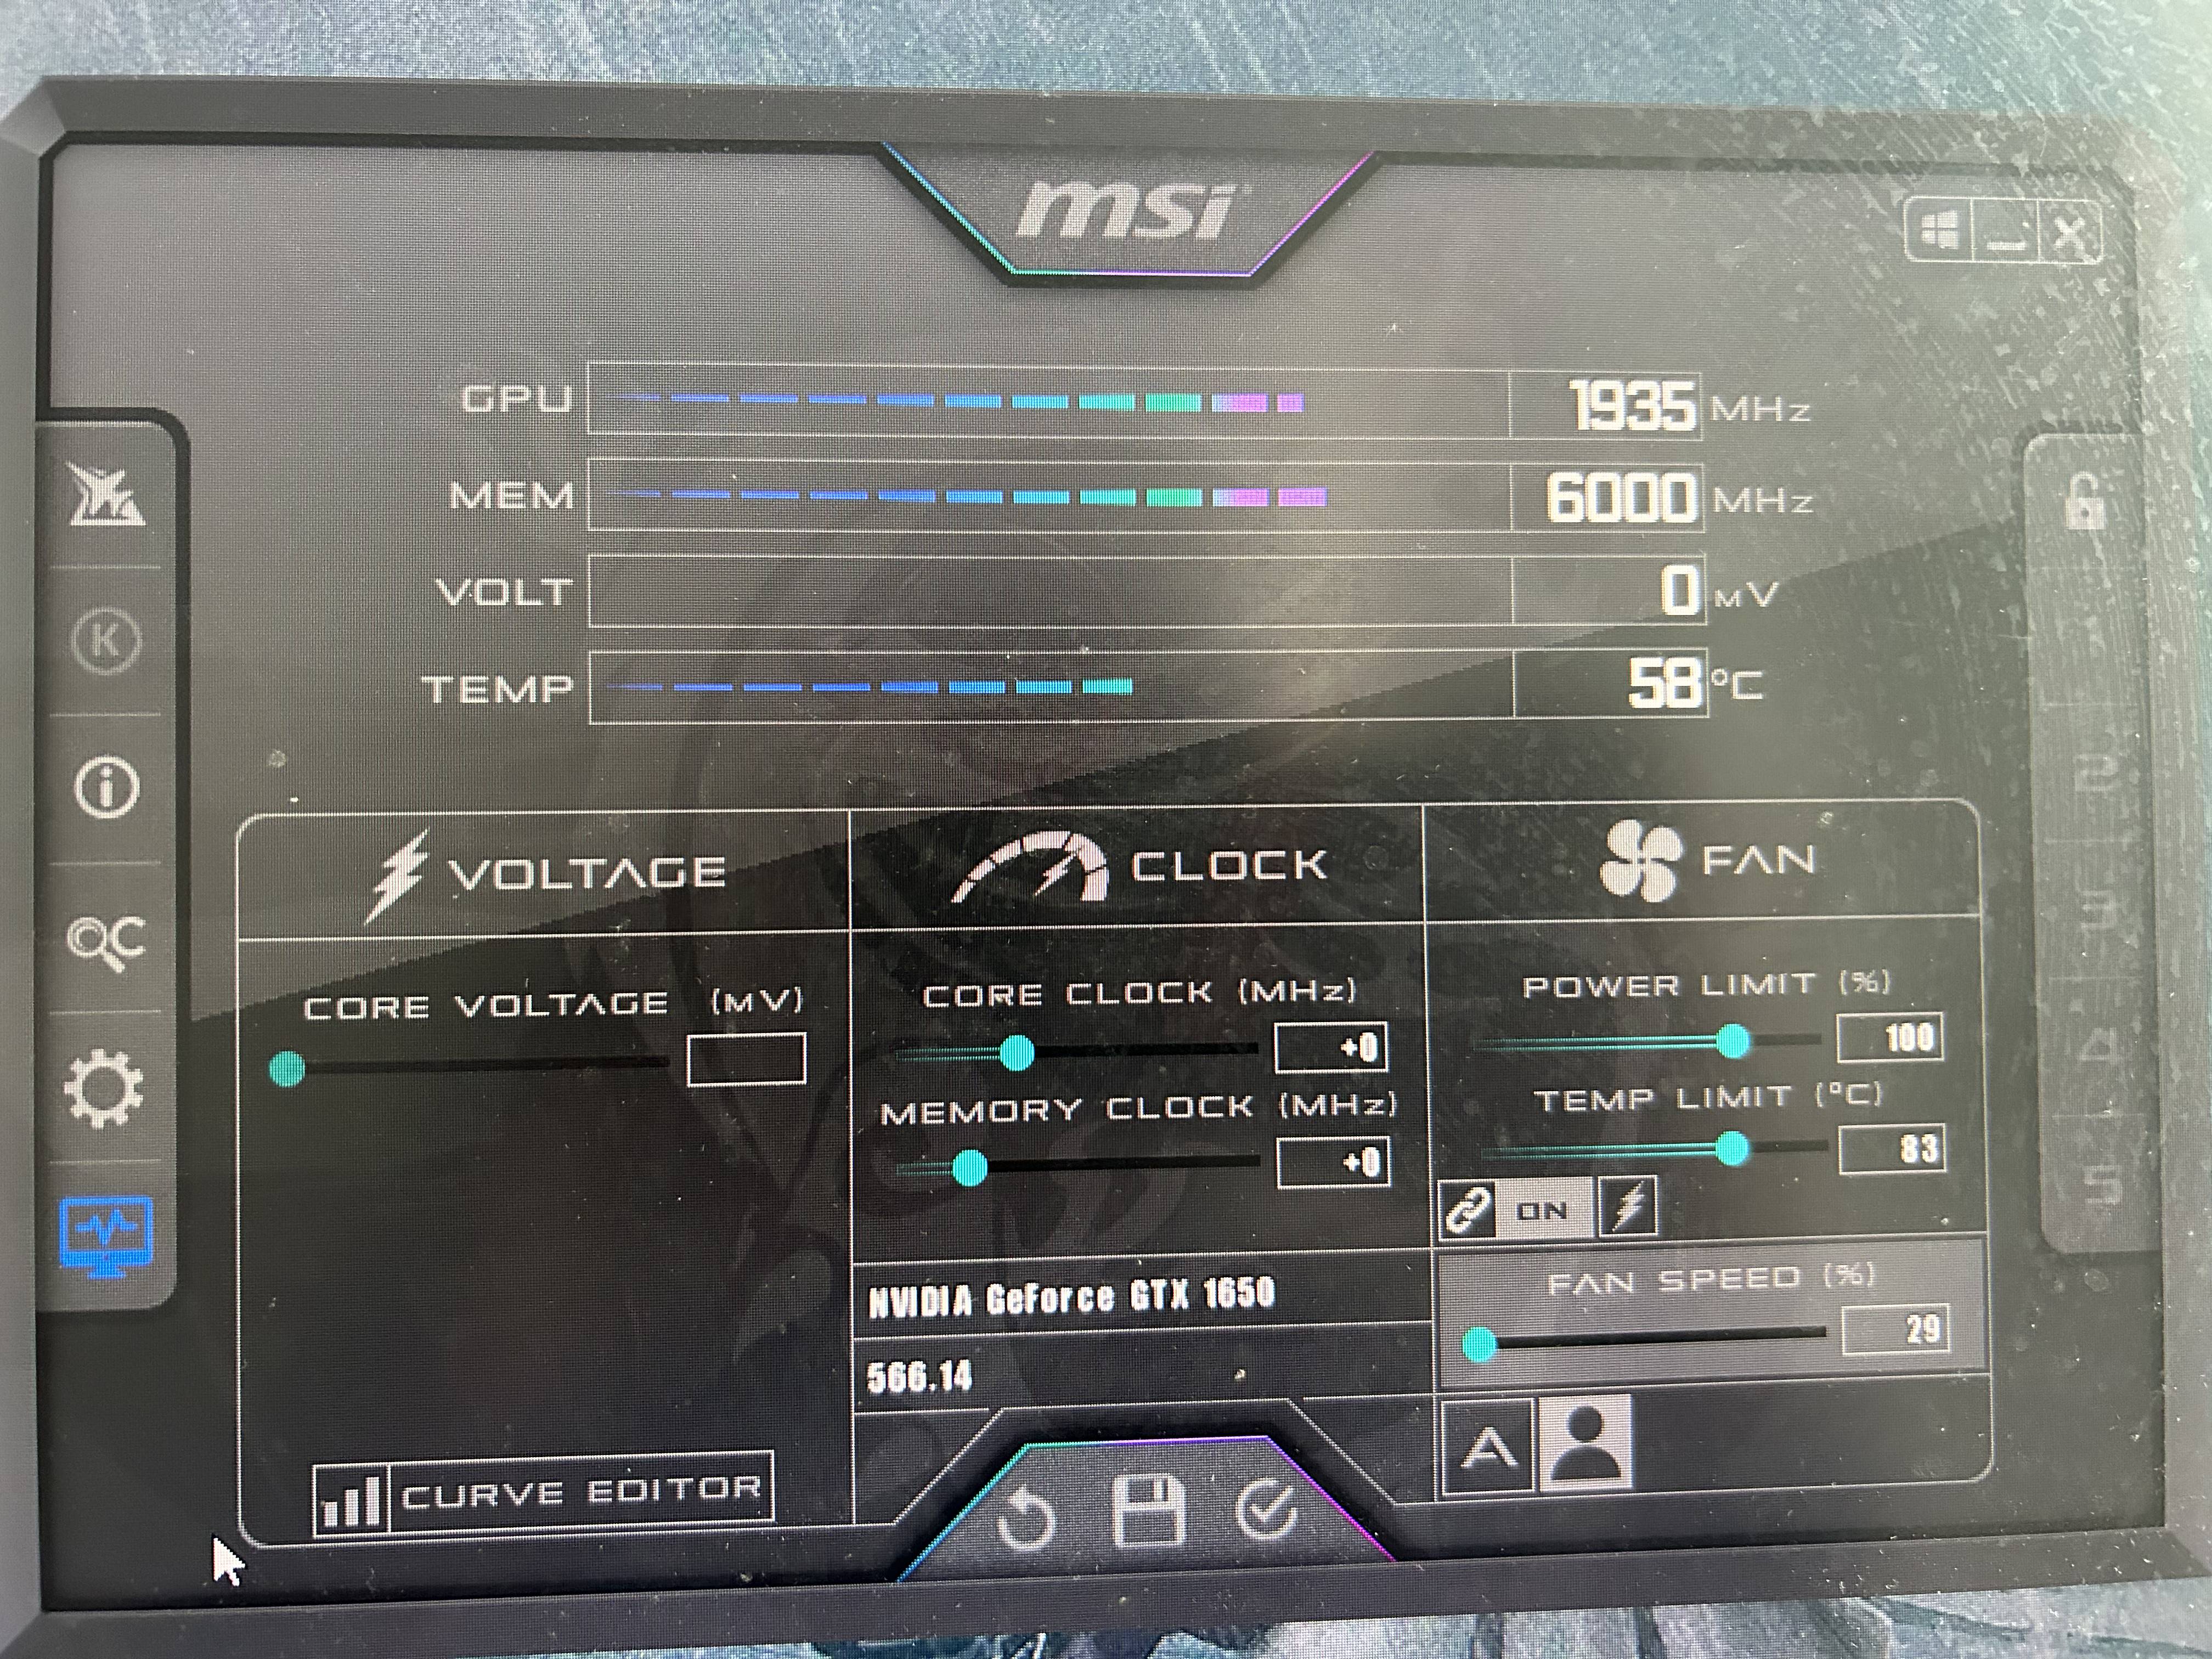 msi
GPU 1935 MHz
MEM 6000 MHz
VOLT 0 mV
TEMP 58 °C
K
i
C
VOLTAGE
CLOCK
FAN
CORE VOLTAGE (mV)
CORE CLOCK (MHz)
+0
MEMORY CLOCK (MHz)
+0
POWER LIMIT (%)
100
TEMP LIMIT (°C)
83
ON
FAN SPEED (%)
29
A
NVIDIA GeForce GTX 1650
566.14
CURVE EDITOR
2
3
4
5